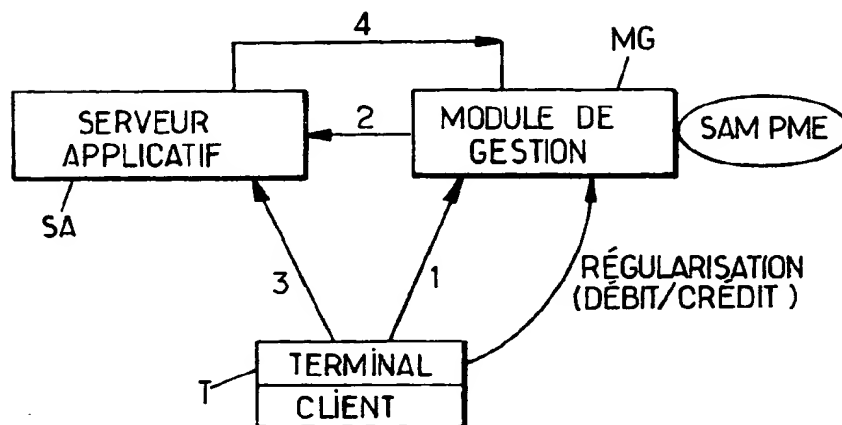 4
MG
SERVEUR
APPLICATIF
2
MODULE DE
GESTION
SAM PME
SA
3
1
RÉGULARISATION
(DÉBIT/CRÉDIT)
T
TERMINAL
CLIENT